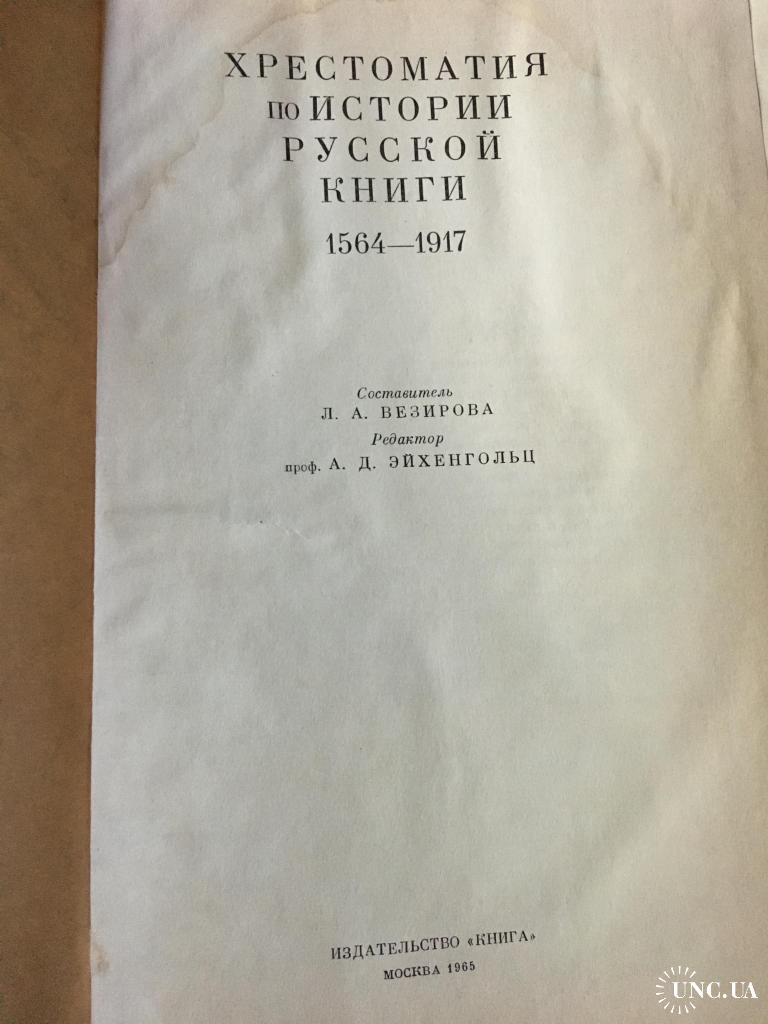 ХРЕСТОМАТИЯ
ПО ИСТОРИИ
РУССКОЙ
КНИГИ
1564—1917
Составитель
Л. А. ВЕЗИРОВА
Редактор
проф. А. Д. ЭЙХЕНГОЛЬЦ
ИЗДАТЕЛЬСТВО «КНИГА»
МОСКВА 1965
UNC.UA